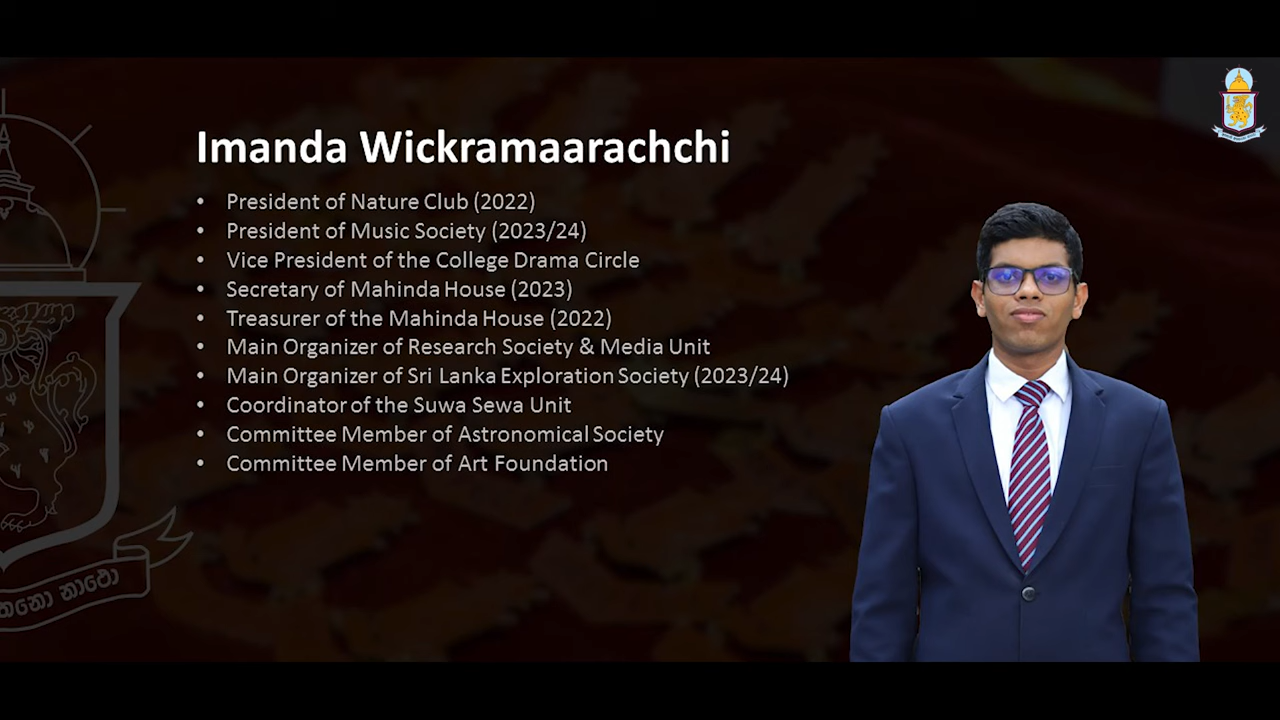 Imanda Wickramaarachchi
• President of Nature Club (2022)
• President of Music Society (2023/24)
• Vice President of the College Drama Circle
• Secretary of Mahinda House (2023)
• Treasurer of the Mahinda House (2022)
• Main Organizer of Research Society & Media Unit
• Main Organizer of Sri Lanka Exploration Society (2023/24)
• Coordinator of the Suwa Sewa Unit
• Committee Member of Astronomical Society
• Committee Member of Art Foundation
නාථෝ